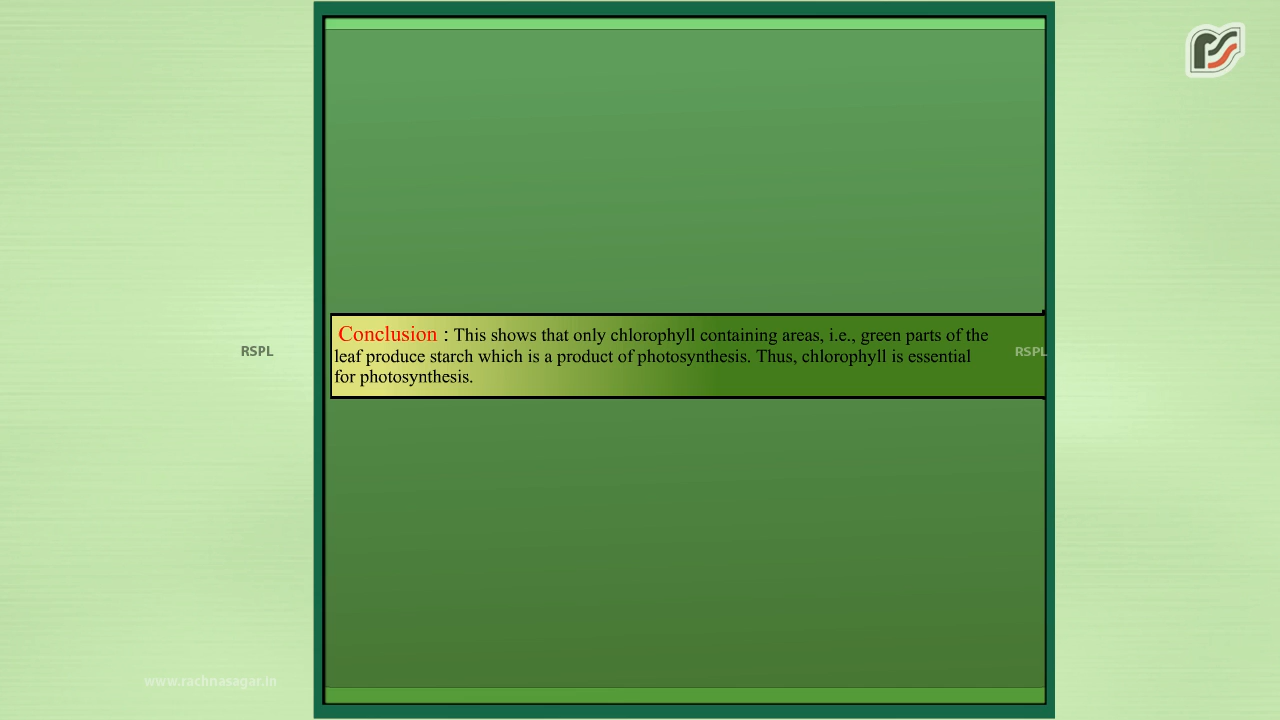 Conclusion : This shows that only chlorophyll containing areas, i.e., green parts of the
leaf produce starch which is a product of photosynthesis. Thus, chlorophyll is essential
for photosynthesis.
RSPL
RSPL
www.rachnasagar.in